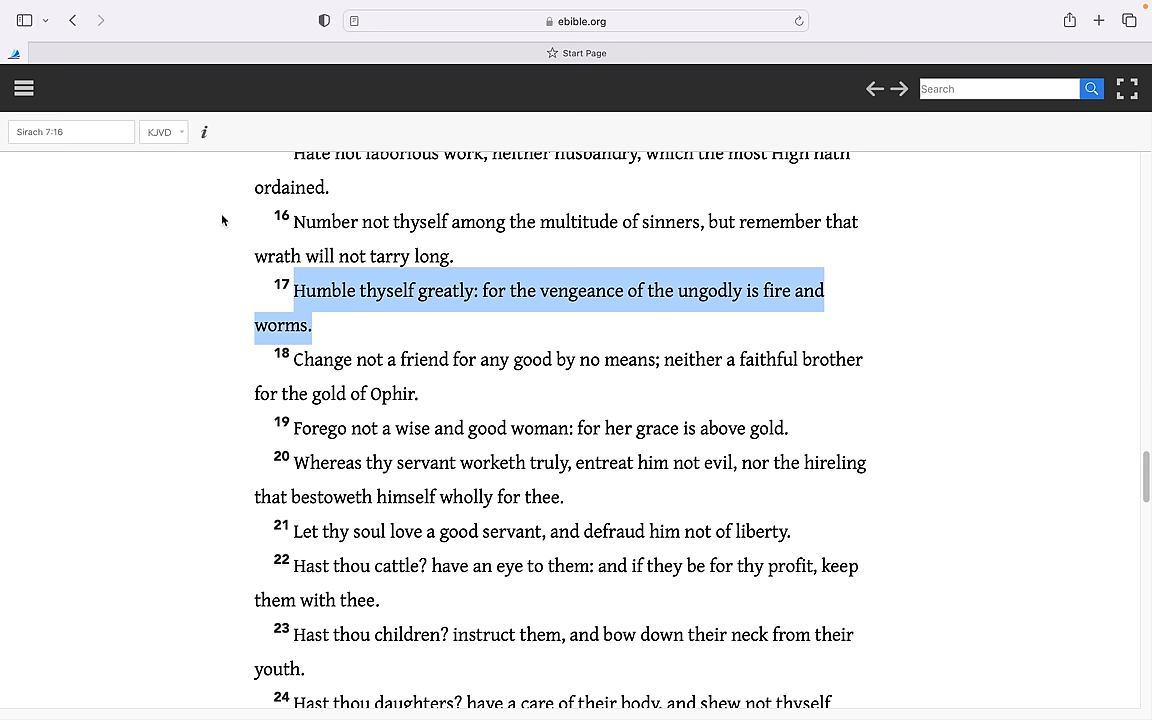 ebible.org
Start Page
Search
Sirach 7:16
KJVD
i
Hate not laborious work, neither husbandry, which the most High hath
ordained.
16 Number not thyself among the multitude of sinners, but remember that
wrath will not tarry long.
17 Humble thyself greatly: for the vengeance of the ungodly is fire and
worms.
18 Change not a friend for any good by no means; neither a faithful brother
for the gold of Ophir.
19 Forego not a wise and good woman: for her grace is above gold.
20 Whereas thy servant worketh truly, entreat him not evil, nor the hireling
that bestoweth himself wholly for thee.
21 Let thy soul love a good servant, and defraud him not of liberty.
22 Hast thou cattle? have an eye to them: and if they be for thy profit, keep
them with thee.
23 Hast thou children? instruct them, and bow down their neck from their
youth.
24 Hast thou daughters? have a care of their body, and shew not thyself